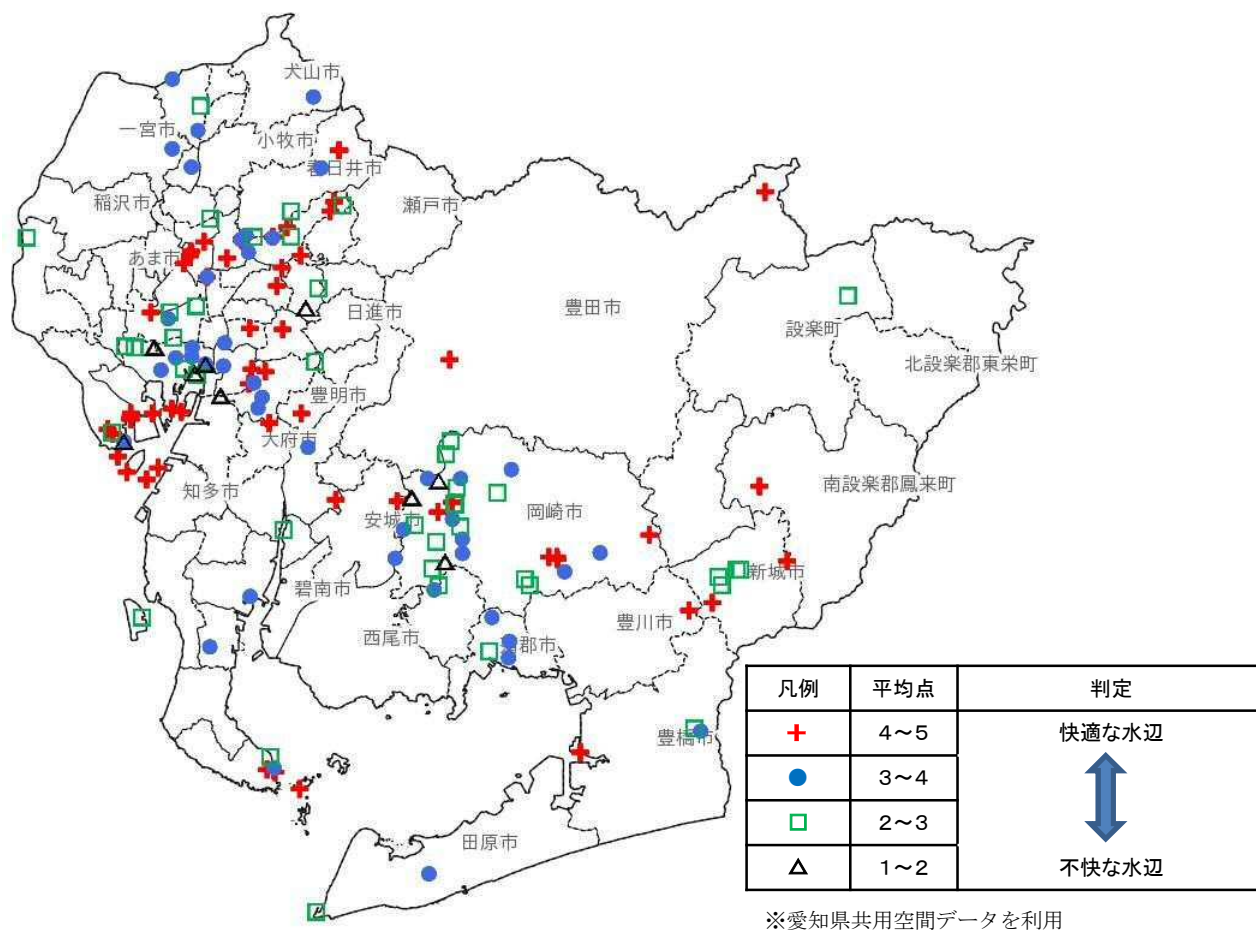 犬山市
一宮市
小牧市
春日井市
稲沢市
瀬戸市
あま市
日進市
豊田市
設楽町
北設楽郡東栄町
豊明市
大府市
知多市
安城市
岡崎市
南設楽郡鳳来町
新城市
碧南市
西尾市
豊川市
郡市
豊橋市
田原市
凡例 平均点 判定
4~5 快適な水辺
3~4
2~3
1~2 不快な水辺
※愛知県共用空間データを利用